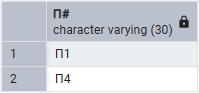 П#
character varying (30)
1 П1
2 П4